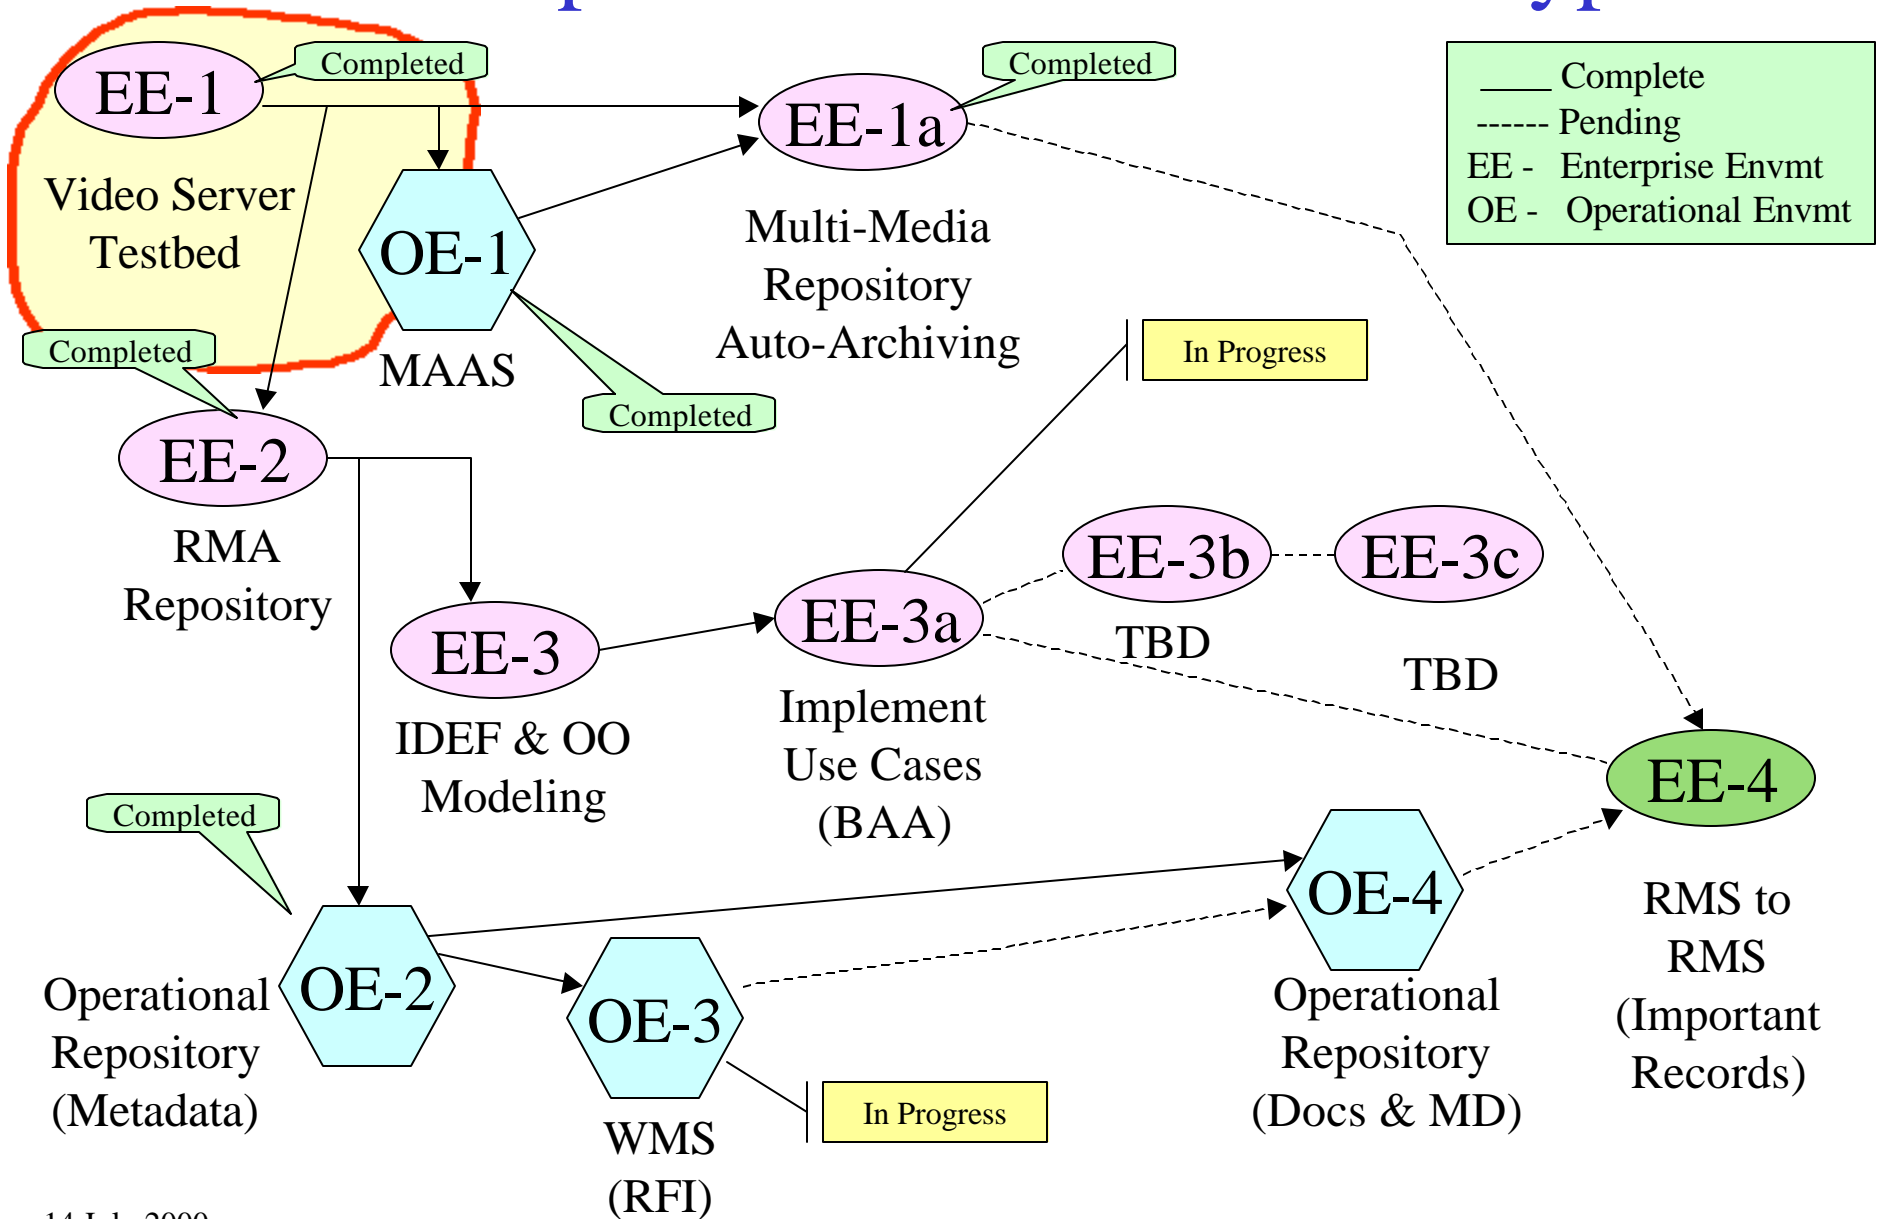 EE-1
Completed
Completed
____ Complete
------ Pending
EE - Enterprise Envmt
OE - Operational Envmt
EE-1a
Video Server
Testbed
OE-1
Multi-Media
Repository
Auto-Archiving
Completed
MAAS
In Progress
Completed
EE-2
RMA
Repository
EE-3b
EE-3c
EE-3
EE-3a
TBD
TBD
IDEF & OO
Modeling
Implement
Use Cases
(BAA)
EE-4
Completed
OE-4
RMS to
RMS
(Important
Records)
OE-2
Operational
Repository
(Metadata)
OE-3
Operational
Repository
(Docs & MD)
In Progress
WMS
(RFI)